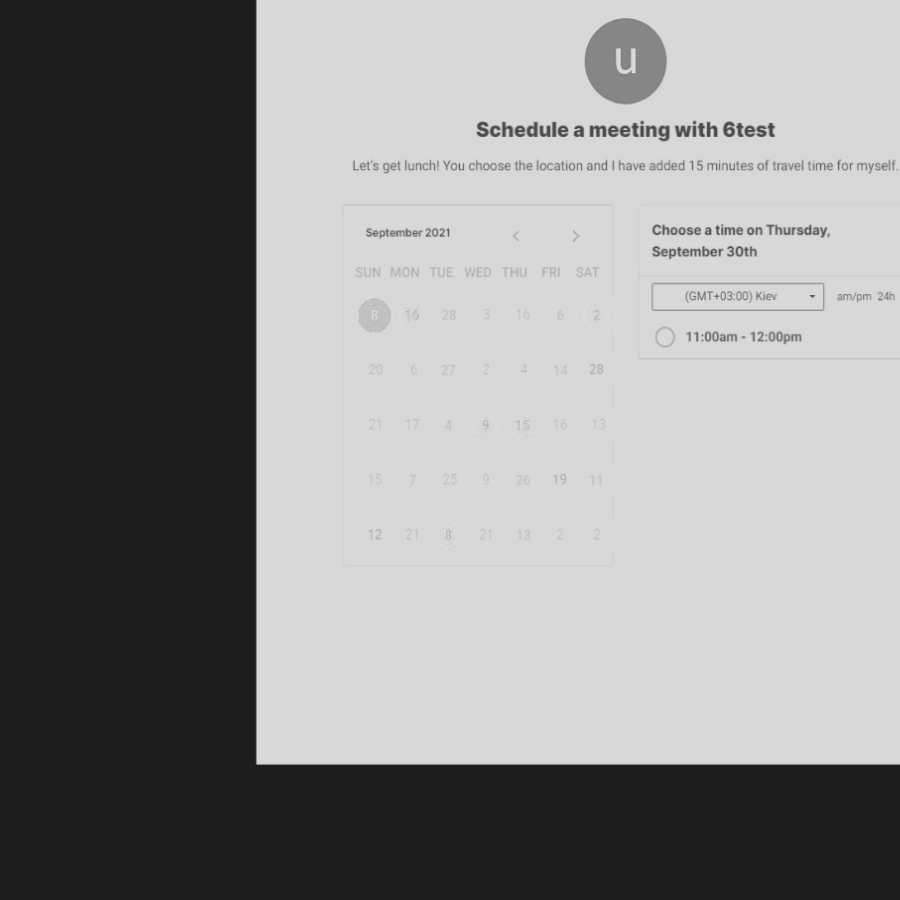 u
Schedule a meeting with 6test
Let's get lunch! You choose the location and I have added 15 minutes of travel time for myself.
September 2021
SUN MON TUE WED THU FRI SAT
8 16 28 3 16 6 2
20 6 27 2 4 14 28
21 17 4 9 15 16 13
15 7 25 9 26 19 11
12 21 8 21 13 2 2
Choose a time on Thursday,
September 30th
(GMT+03:00) Kiev am/pm 24h
11:00am - 12:00pm